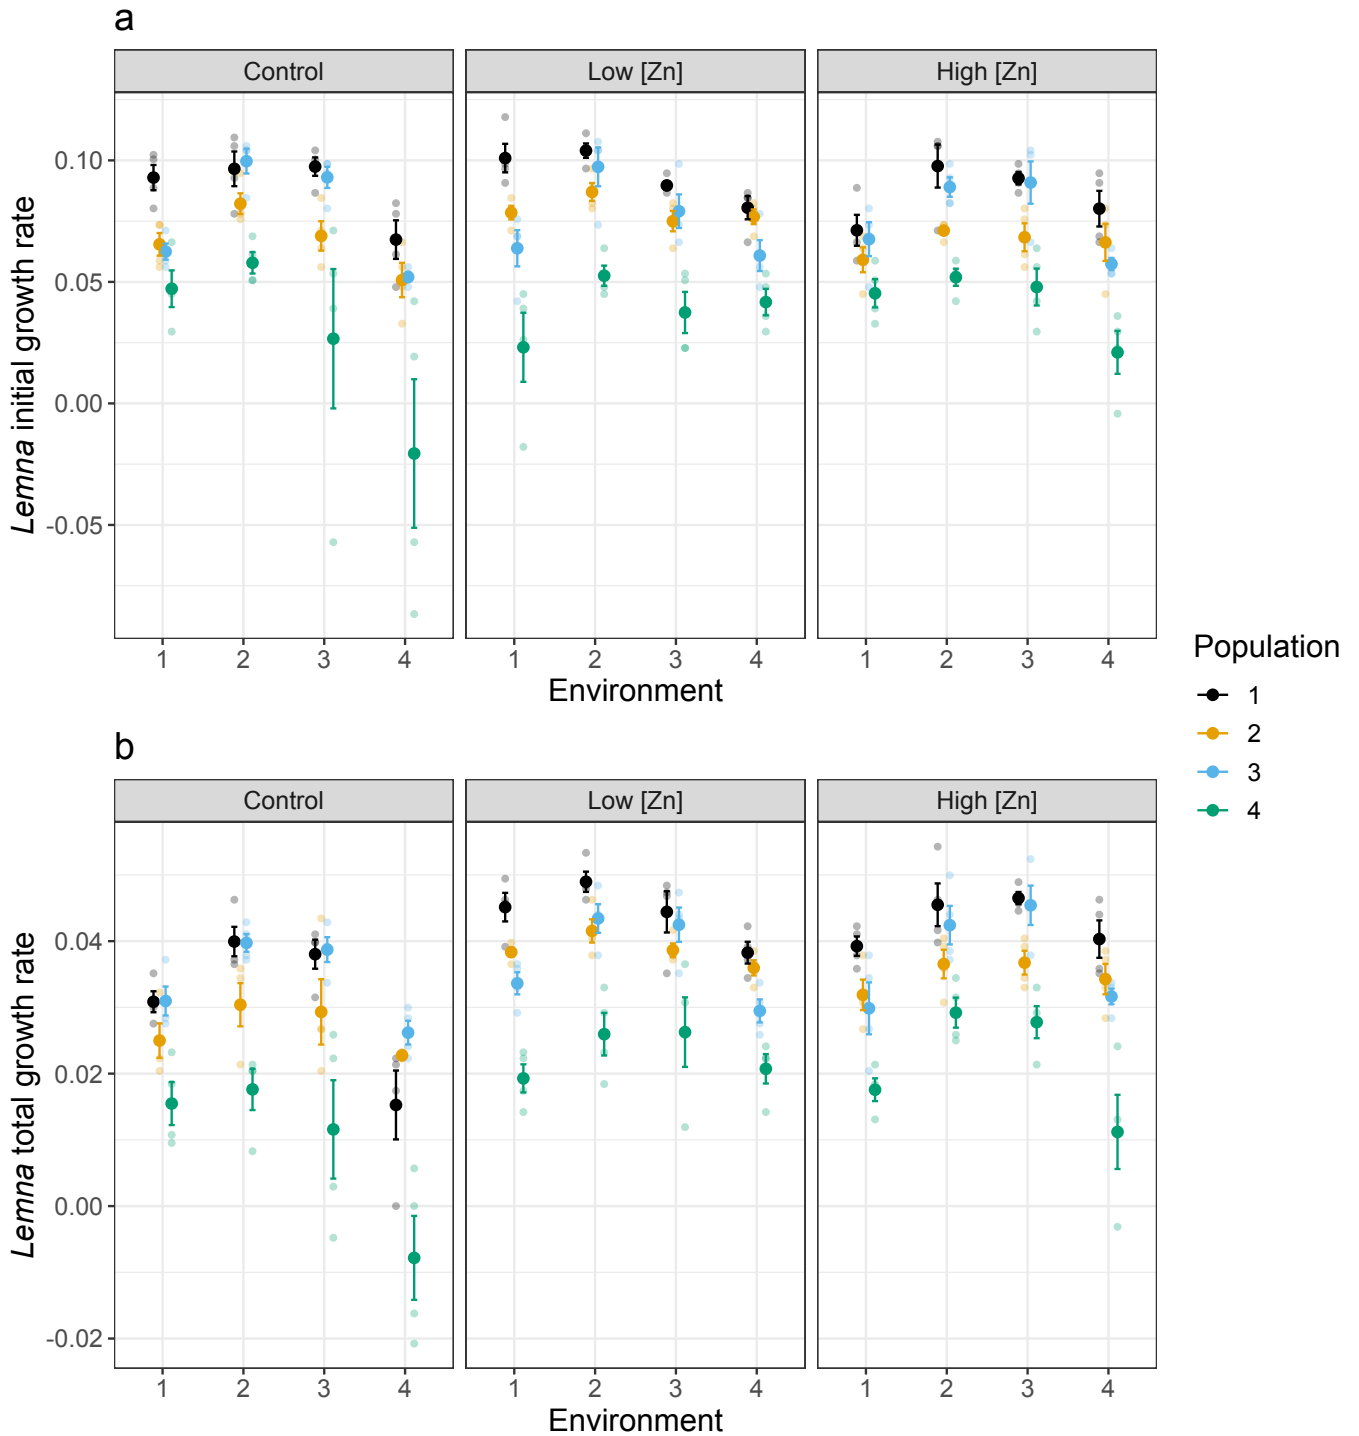 a
Control Low [Zn] High [Zn]
0.10
0.05
0.00
-0.05
Lemna initial growth rate
1 2 3 4 1 2 3 4 1 2 3 4
Environment
Population
1
2
3
4
b
Control Low [Zn] High [Zn]
0.04
0.02
0.00
-0.02
Lemna total growth rate
1 2 3 4 1 2 3 4 1 2 3 4
Environment